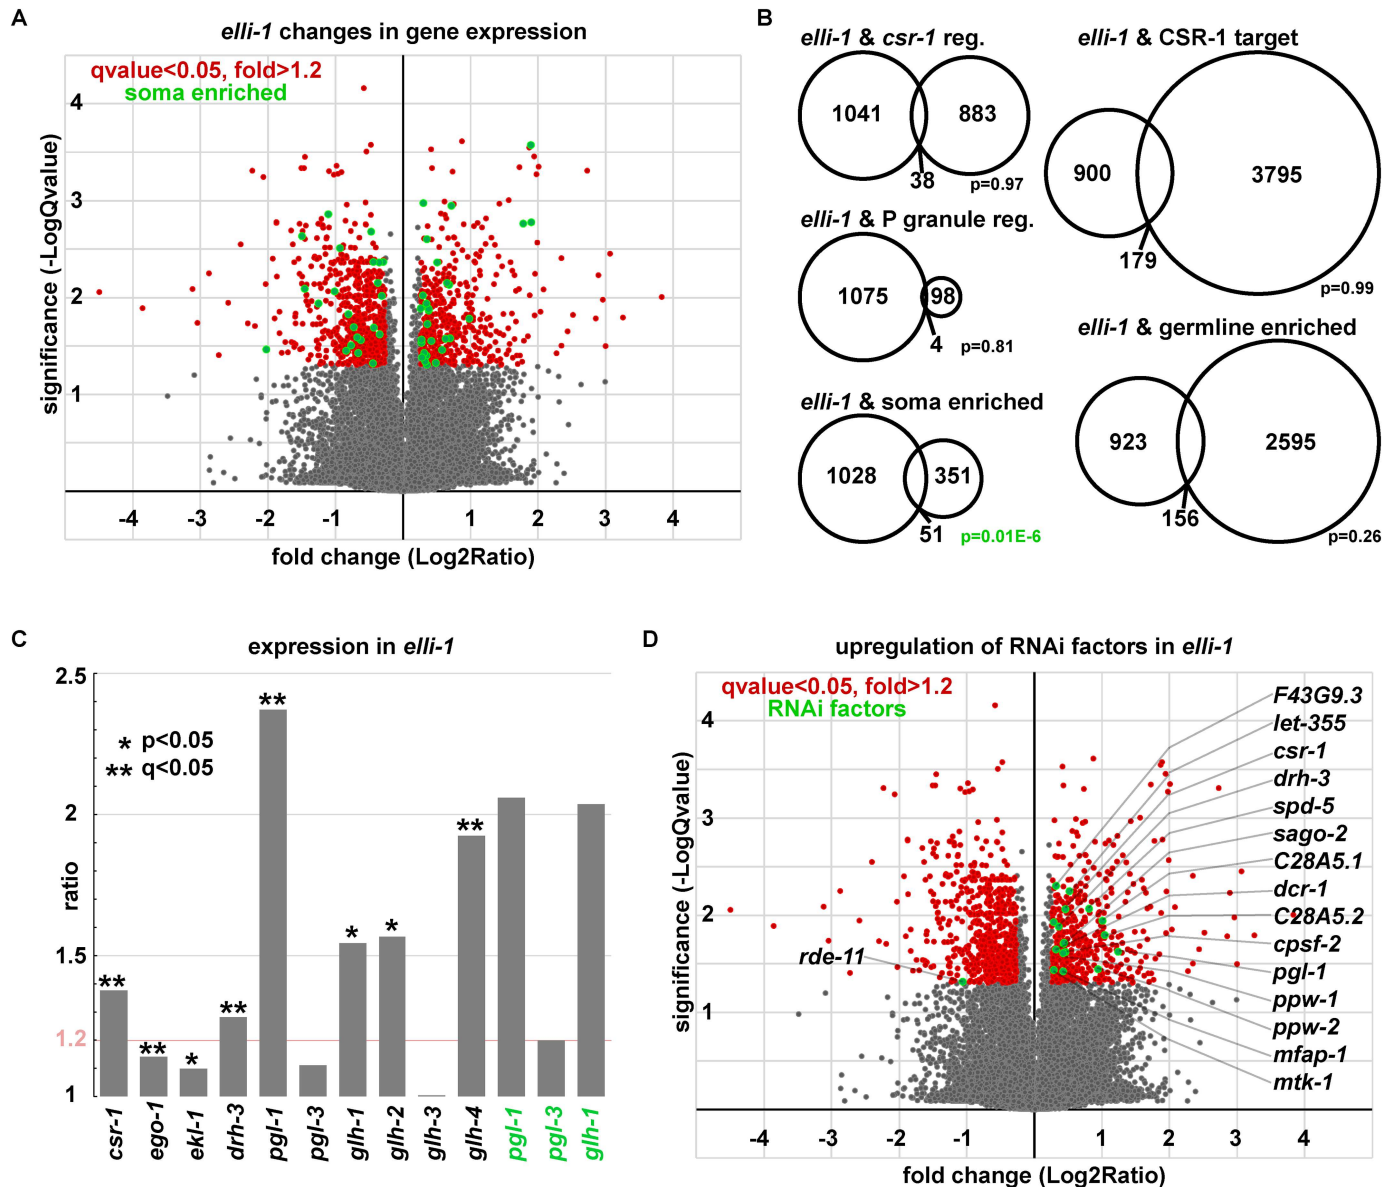 A
elli-1 changes in gene expression
qvalue<0.05, fold>1.2
soma enriched
significance (-LogQvalue)
4
3
2
1
-4 -3 -2 -1 1 2 3 4
fold change (Log2Ratio)
B
elli-1 & csr-1 reg.
1041 883
38
p=0.97
elli-1 & CSR-1 target
900 3795
179
p=0.99
elli-1 & P granule reg.
1075 98
4
p=0.81
elli-1 & germline enriched
923 2595
156
p=0.26
elli-1 & soma enriched
1028 351
51
p=0.01E-6
C
expression in elli-1
* p<0.05
** q<0.05
ratio
2.5
2
1.5
1.2
1
** ** * ** ** * * **
csr-1 ego-1 ekl-1 drh-3 pgl-1 pgl-3 glh-1 glh-2 glh-3 glh-4 pgl-1 pgl-3 glh-1
D
upregulation of RNAi factors in elli-1
qvalue<0.05, fold>1.2
RNAi factors
significance (-LogQvalue)
4
3
2
1
rde-11
F43G9.3
let-355
csr-1
drh-3
spd-5
sago-2
C28A5.1
dcr-1
C28A5.2
cpsf-2
pgl-1
ppw-1
ppw-2
mfap-1
mtk-1
-4 -3 -2 -1 1 2 3 4
fold change (Log2Ratio)